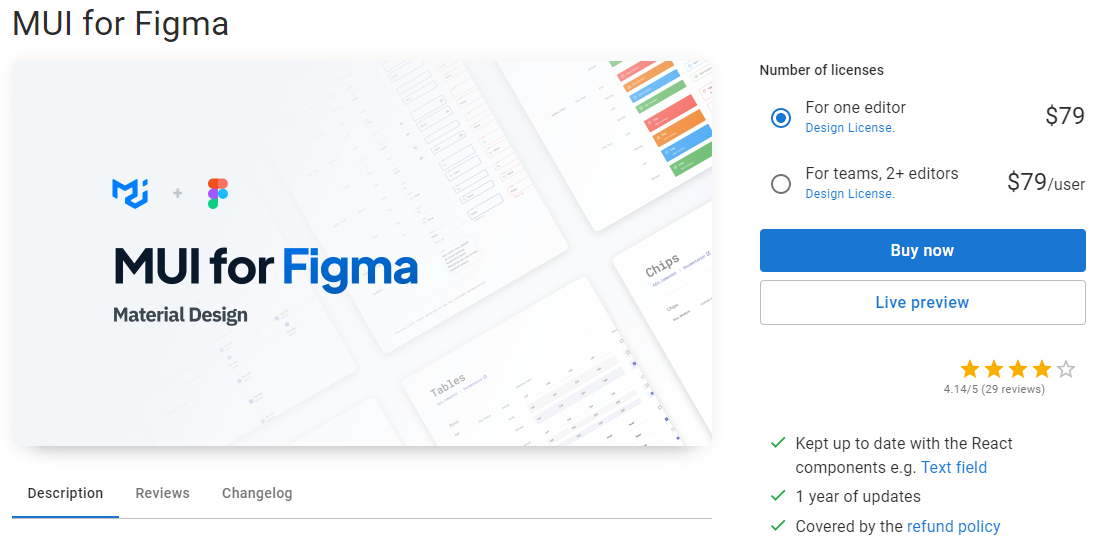 MUI for Figma
MUI for Figma
Material Design
Chips
Chips
Tables
Number of licenses
For one editor
$79
Design License.
For teams, 2+ editors
$79/user
Design License.
Buy now
Live preview
4.14/5 (29 reviews)
Kept up to date with the React
components e.g. Text field
1 year of updates
Covered by the refund policy
Description
Reviews
Changelog